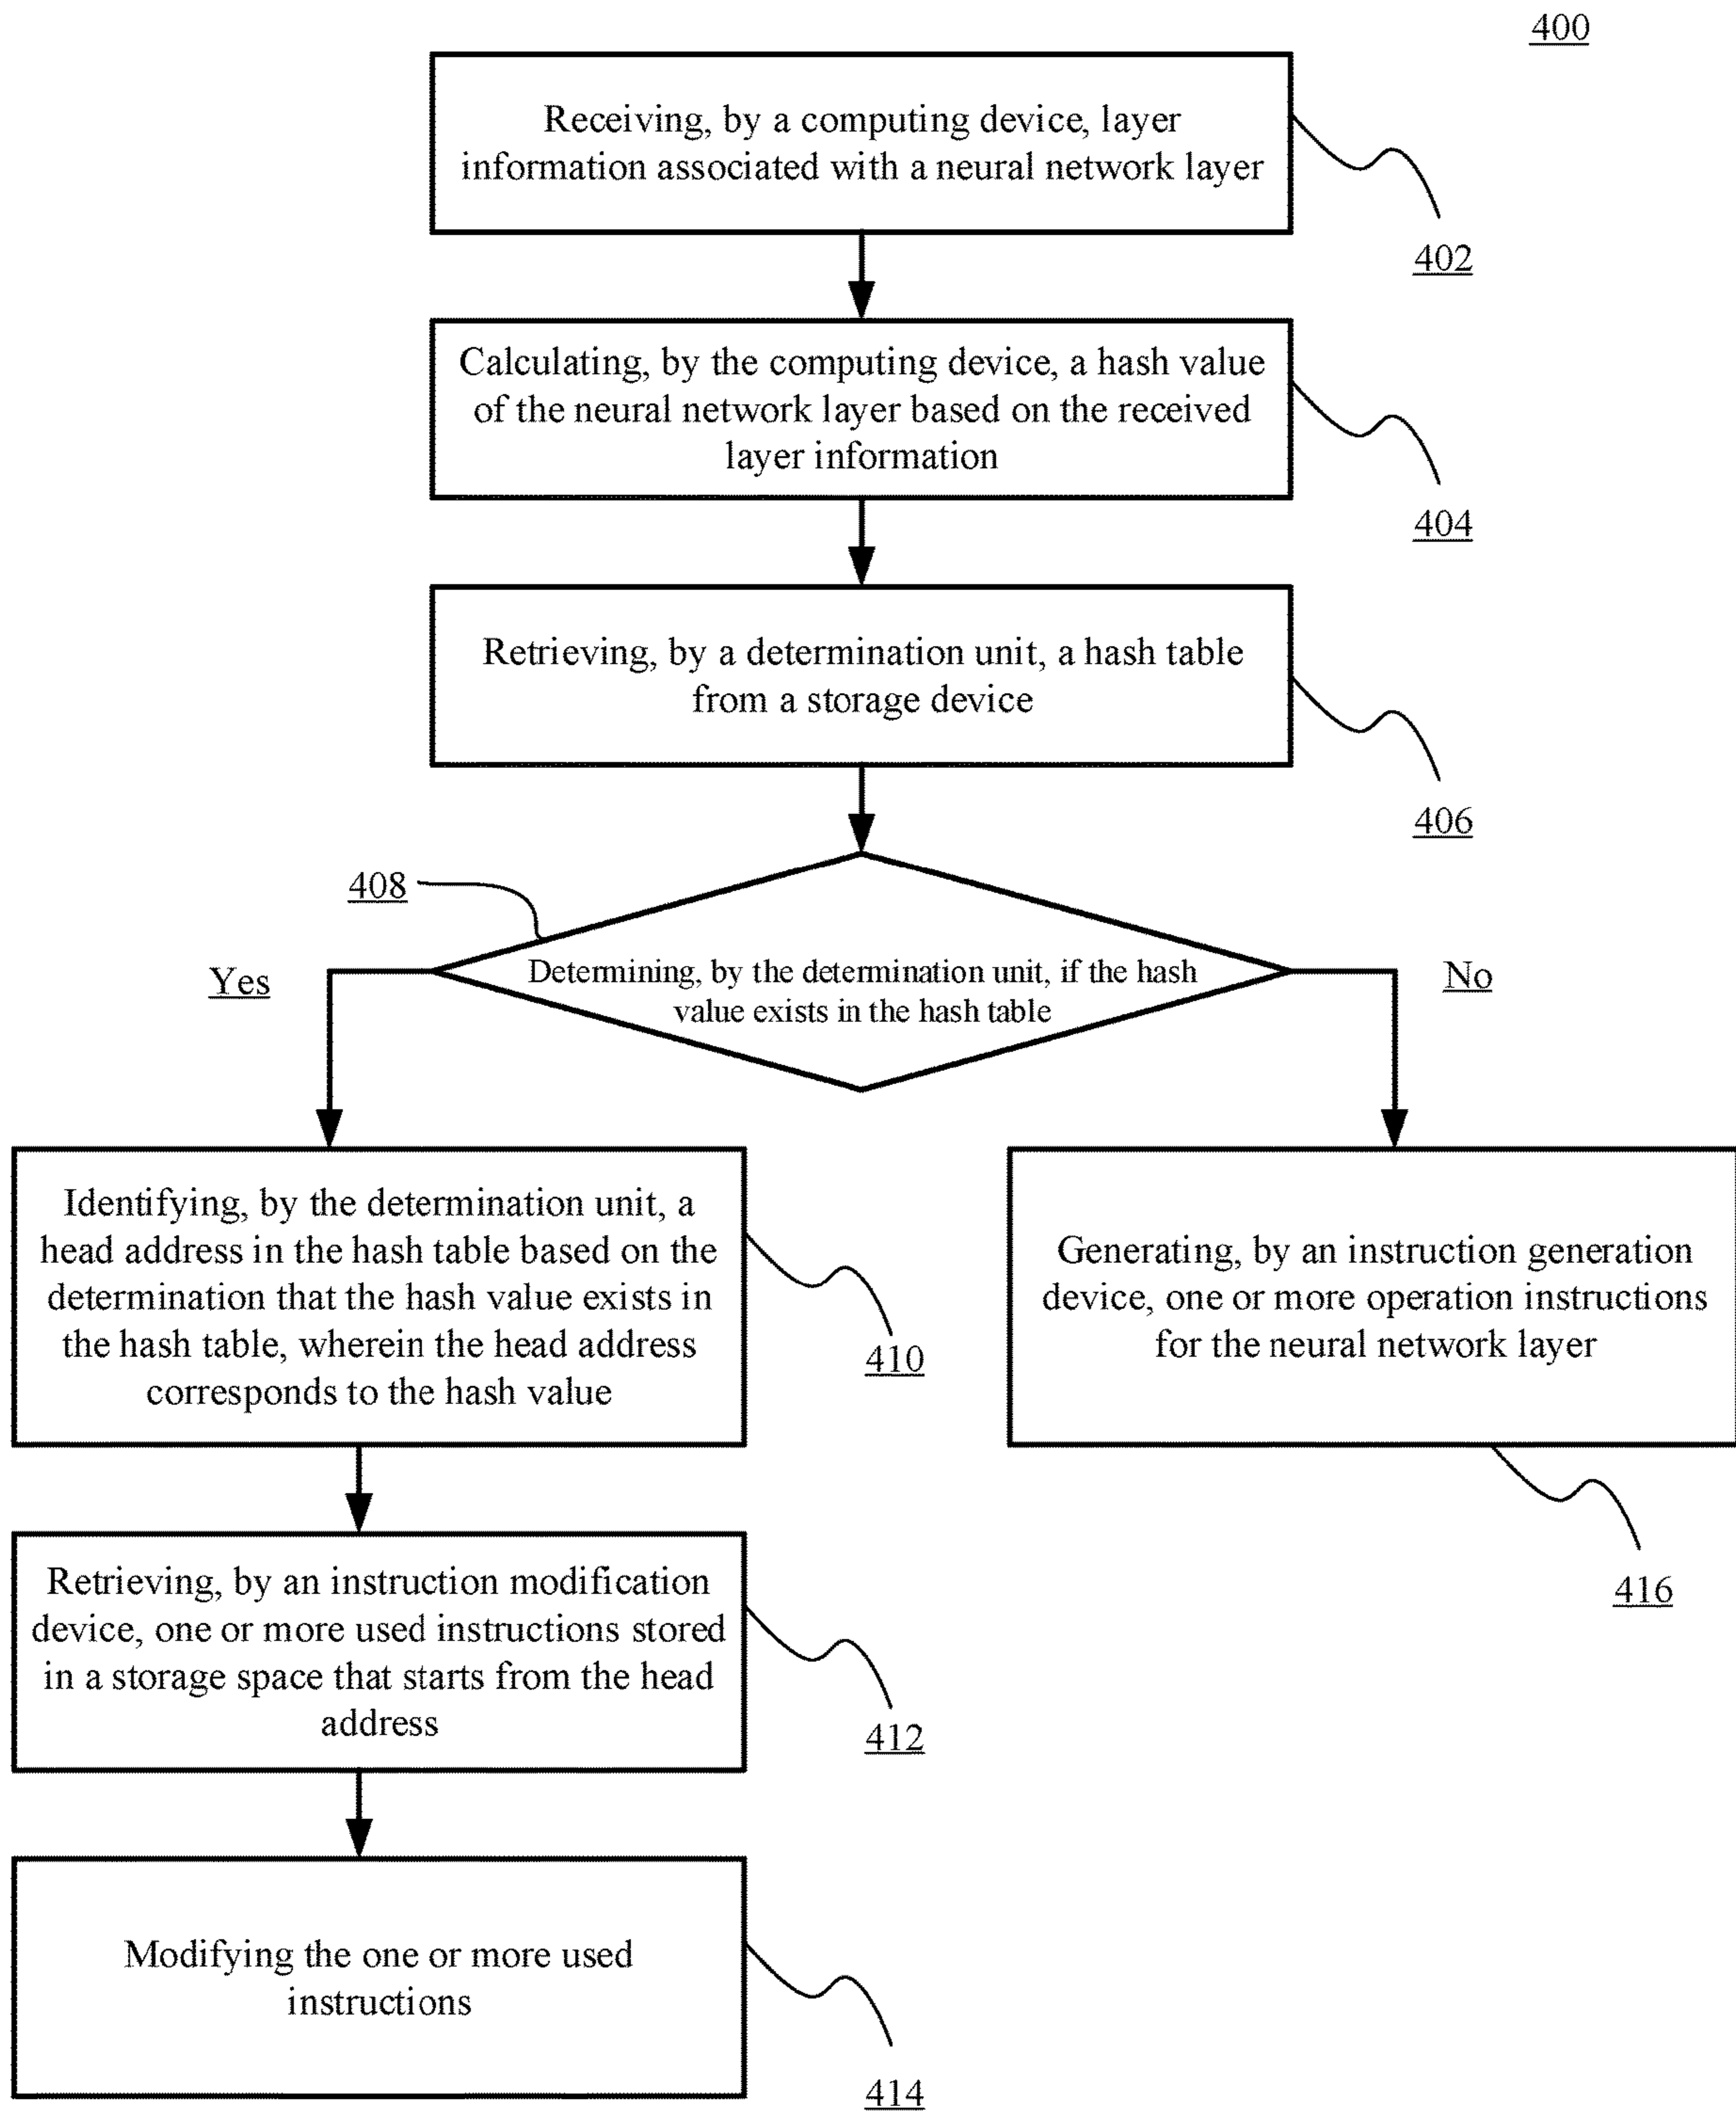 400
Receiving, by a computing device, layer
information associated with a neural network layer
402
Calculating, by the computing device, a hash value
of the neural network layer based on the received
layer information
404
Retrieving, by a determination unit, a hash table
from a storage device
406
408
Determining, by the determination unit, if the hash
value exists in the hash table
Yes
No
Identifying, by the determination unit, a
head address in the hash table based on the
determination that the hash value exists in
the hash table, wherein the head address
corresponds to the hash value
410
Generating, by an instruction generation
device, one or more operation instructions
for the neural network layer
416
Retrieving, by an instruction modification
device, one or more used instructions stored
in a storage space that starts from the head
address
412
Modifying the one or more used
instructions
414